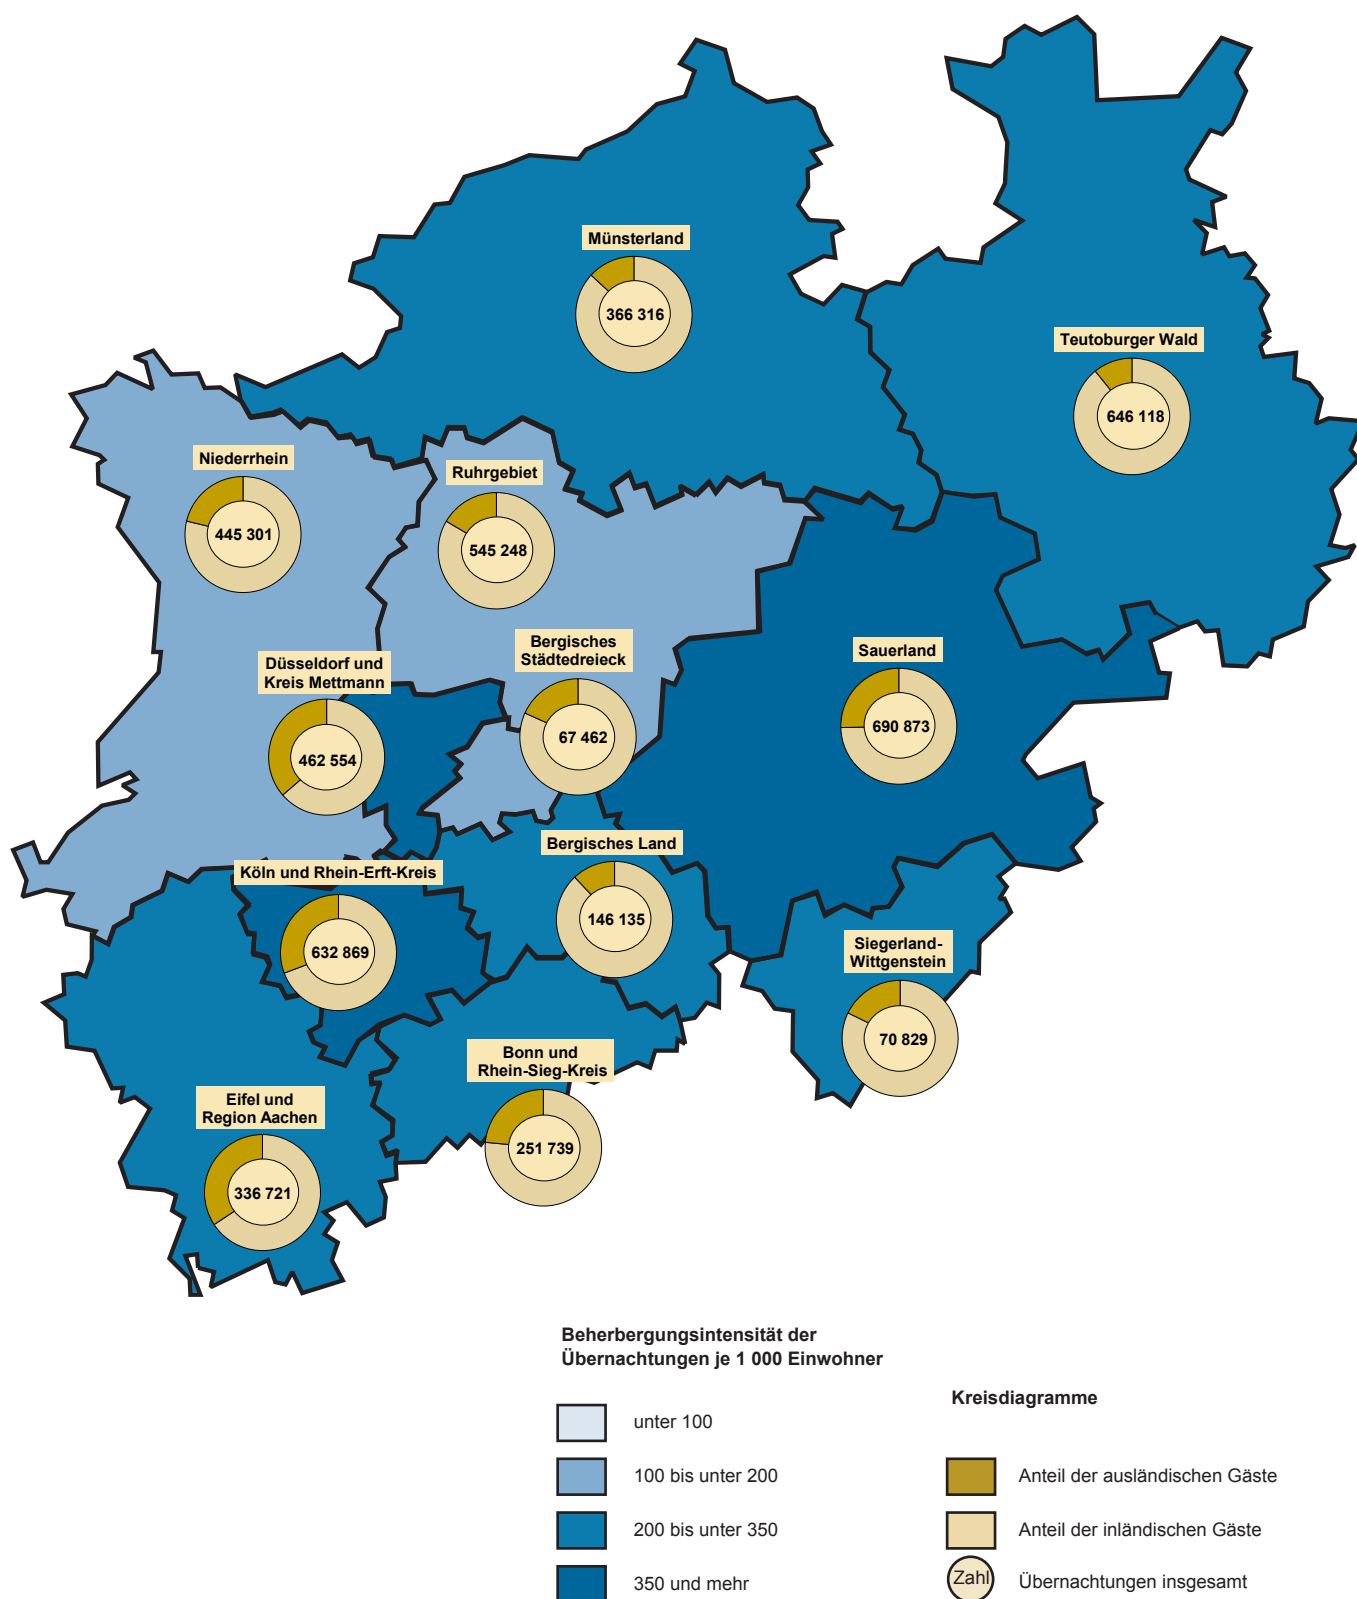 Münsterland
366 316
Teutoburger Wald
646 118
Niederrhein
445 301
Ruhrgebiet
545 248
Bergisches
Städtedreieck
67 462
Düsseldorf und
Kreis Mettmann
462 554
Sauerland
690 873
Bergisches Land
146 135
Köln und Rhein-Erft-Kreis
632 869
Siegerland-
Wittgenstein
70 829
Bonn und
Rhein-Sieg-Kreis
251 739
Eifel und
Region Aachen
336 721
Beherbergungsintensität der
Übernachtungen je 1 000 Einwohner
unter 100
100 bis unter 200
200 bis unter 350
350 und mehr
Kreisdiagramme
Anteil der ausländischen Gäste
Anteil der inländischen Gäste
Zahl
Übernachtungen insgesamt